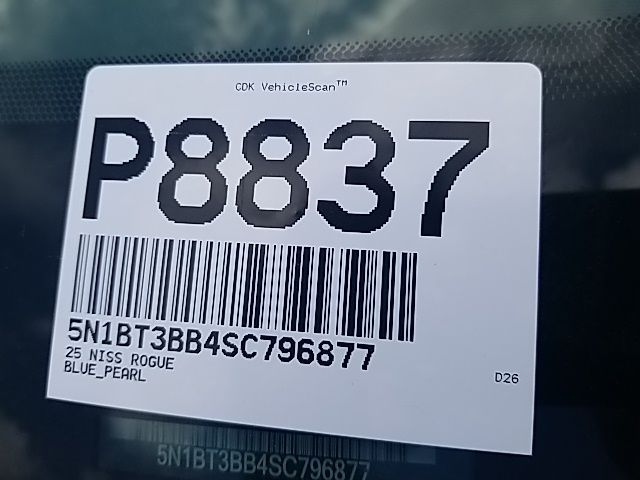 CDK VehicleScan™
P8837
5N1BT3BB4SC796877
25 NISS ROGUE
BLUE_PEARL
D26
5N1BT3BB4SC796877